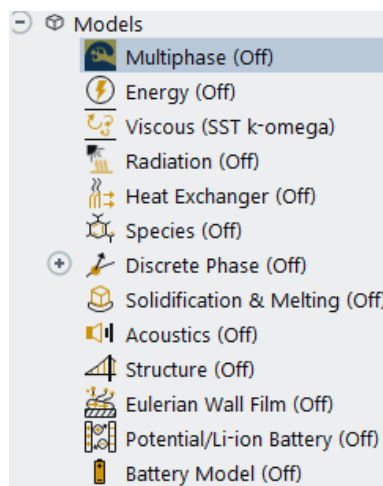 Models
Multiphase (Off)
Energy (Off)
Viscous (SST k-omega)
Radiation (Off)
Heat Exchanger (Off)
Species (Off)
Discrete Phase (Off)
Solidification & Melting (Off
Acoustics (Off)
Structure (Off)
Eulerian Wall Film (Off)
Potential/Li-ion Battery (Off)
Battery Model (Off)